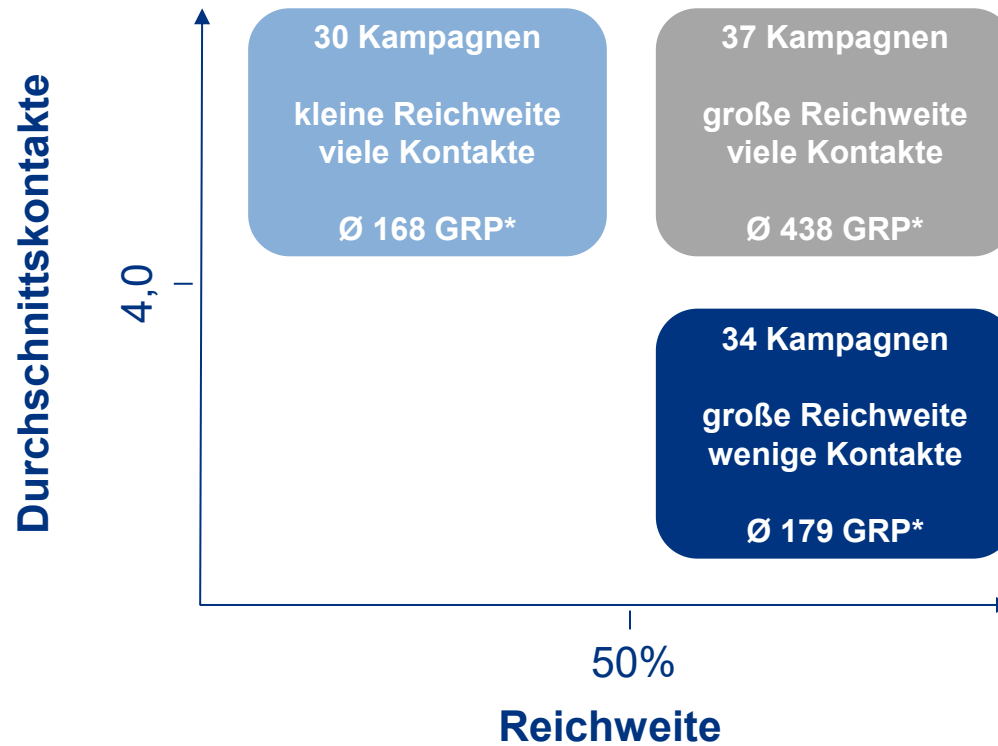 30 Kampagnen
kleine Reichweite
viele Kontakte
Ø 168 GRP*
37 Kampagnen
große Reichweite
viele Kontakte
Ø 438 GRP*
Durchschnittskontakte
4,0
34 Kampagnen
große Reichweite
wenige Kontakte
Ø 179 GRP*
50%
Reichweite